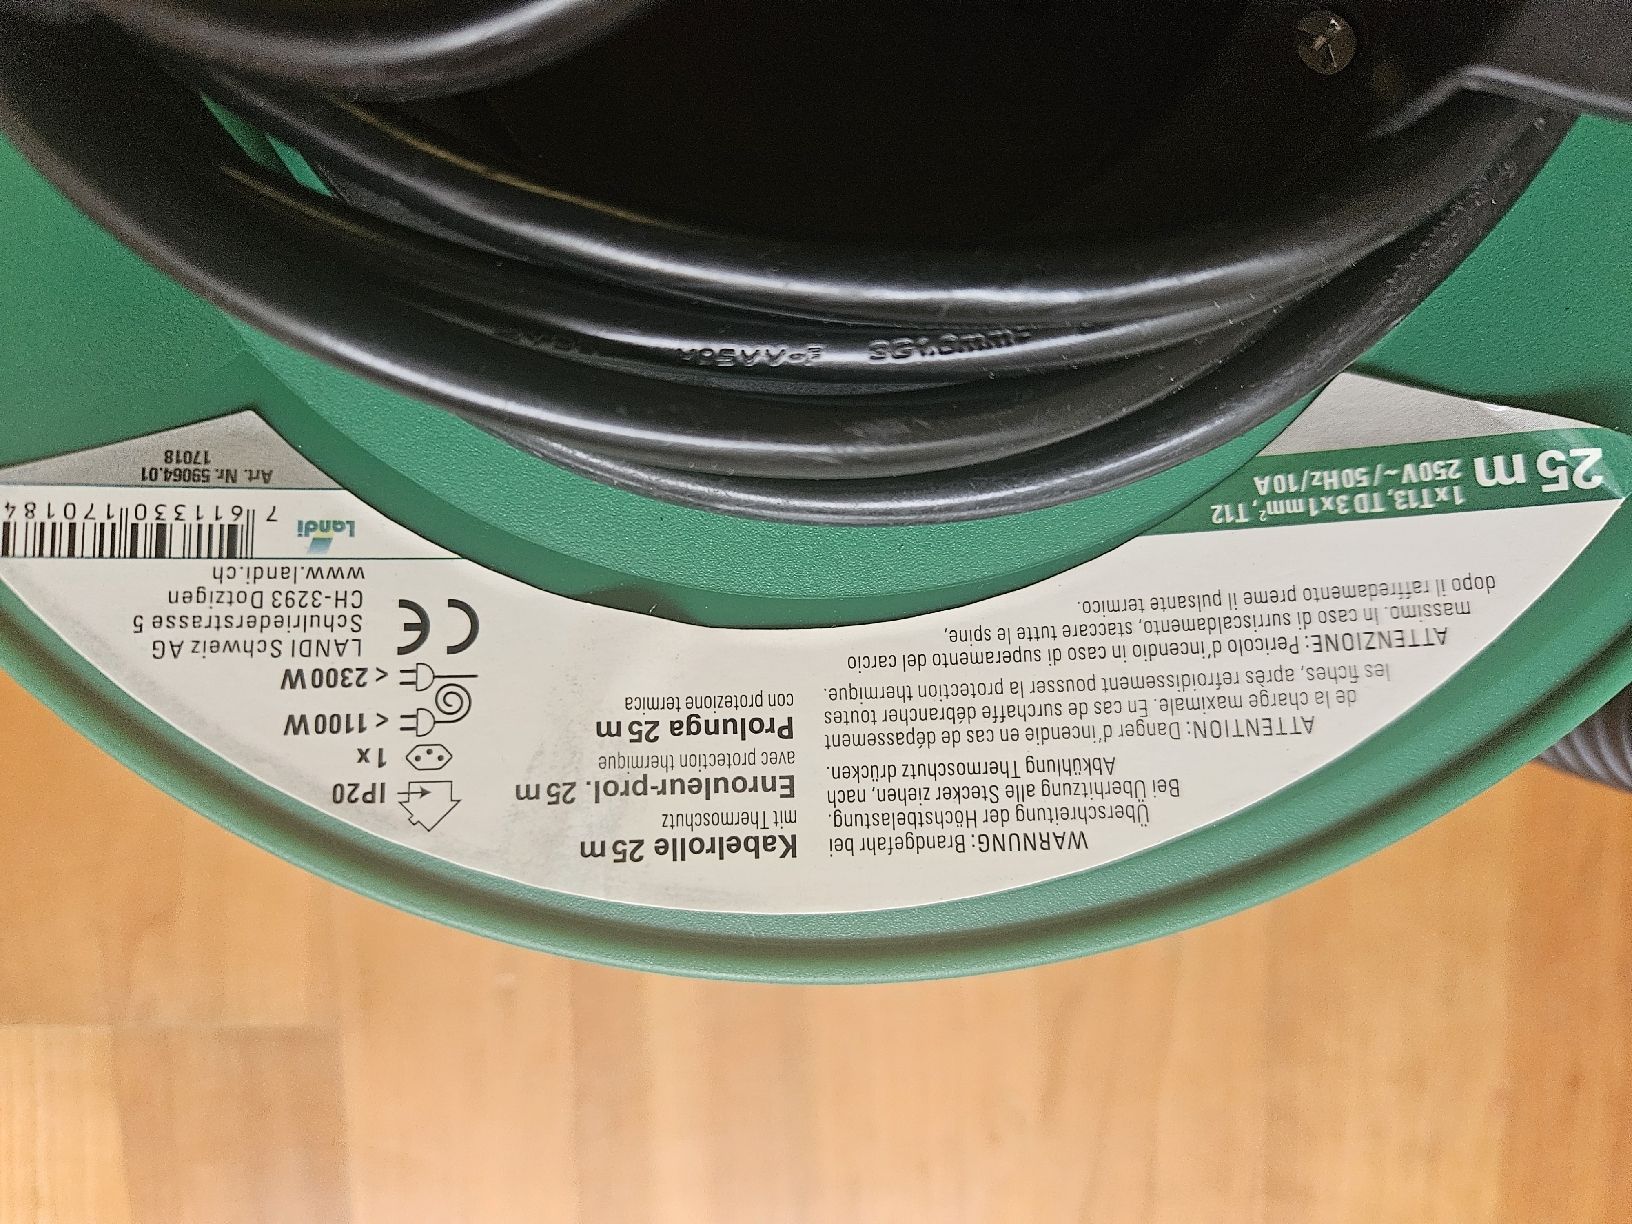 25 m
1xT13, TD 3x1mm², T12
250V~/50Hz/10A
WARNUNG: Brandgefahr bei
Überschreitung der Höchstbelastung.
Bei Überhitzung alle Stecker ziehen, nach
Abkühlung Thermoschutz drücken.
ATTENTION: Danger d'incendie en cas de dépassement
de la charge maximale. En cas de surchaffe débrancher toutes
les fiches, après refroidissement pousser la protection thermique.
ATTENZIONE: Pericolo d'incendio in caso di superamento del carcio
massimo. In caso di surriscaldamento, staccare tutte le spine,
dopo il raffredamento preme il pulsante termico.
Kabelrolle 25 m
mit Thermoschutz
Enrouleur-prol. 25 m
avec protection thermique
Prolunga 25 m
con protezione termica
IP20
1x
< 1100W
< 2300W
CE
LANDI Schweiz AG
Schulriederstrasse 5
CH-3293 Dotzigen
www.landi.ch
Landi
7 611330 170184
Art. Nr. 59064.01
17018